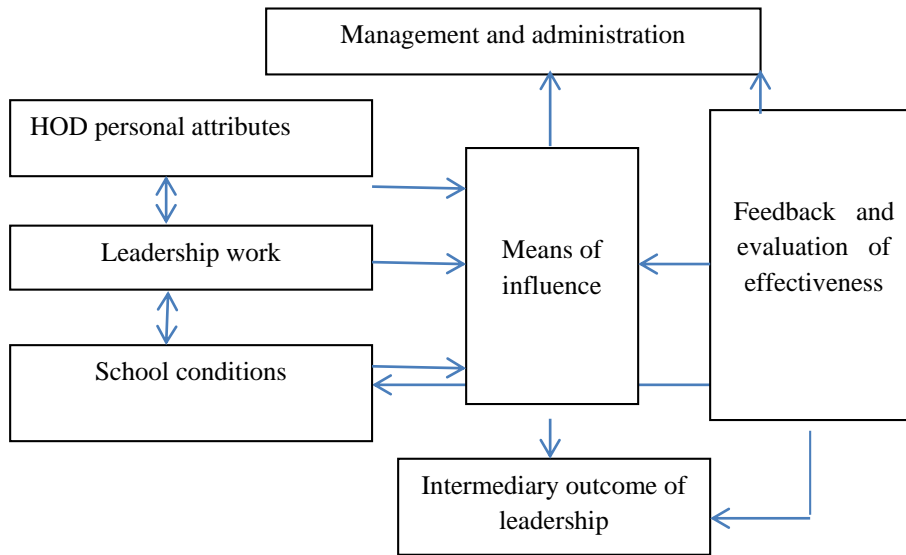 Management and administration
HOD personal attributes
Leadership work
School conditions
Means of
influence
Feedback and
evaluation of
effectiveness
Intermediary outcome of
leadership